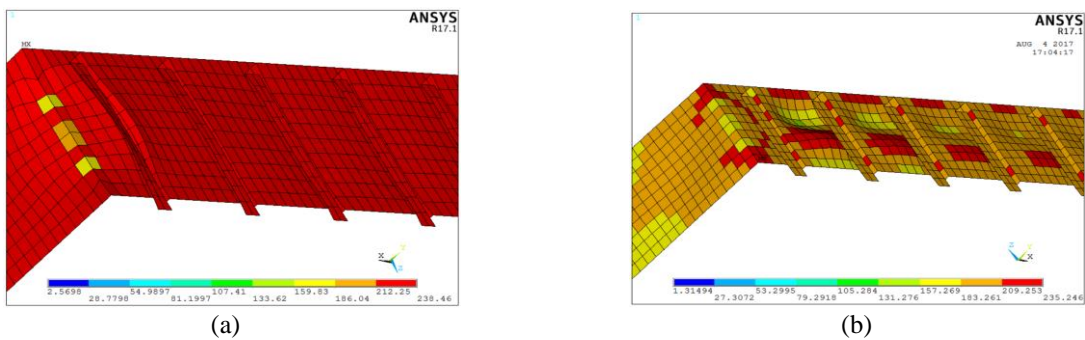 1
ANSYS
R17.1
MX
X
Y
Z
2.5698
54.9897
107.41
159.83
212.25
28.7798
81.1997
133.62
186.04
238.46
(a)
1
ANSYS
R17.1
AUG 4 2017
17:04:17
Z
Y
X
1.31494
53.2995
105.284
157.269
209.253
27.3072
79.2918
131.276
183.261
235.246
(b)